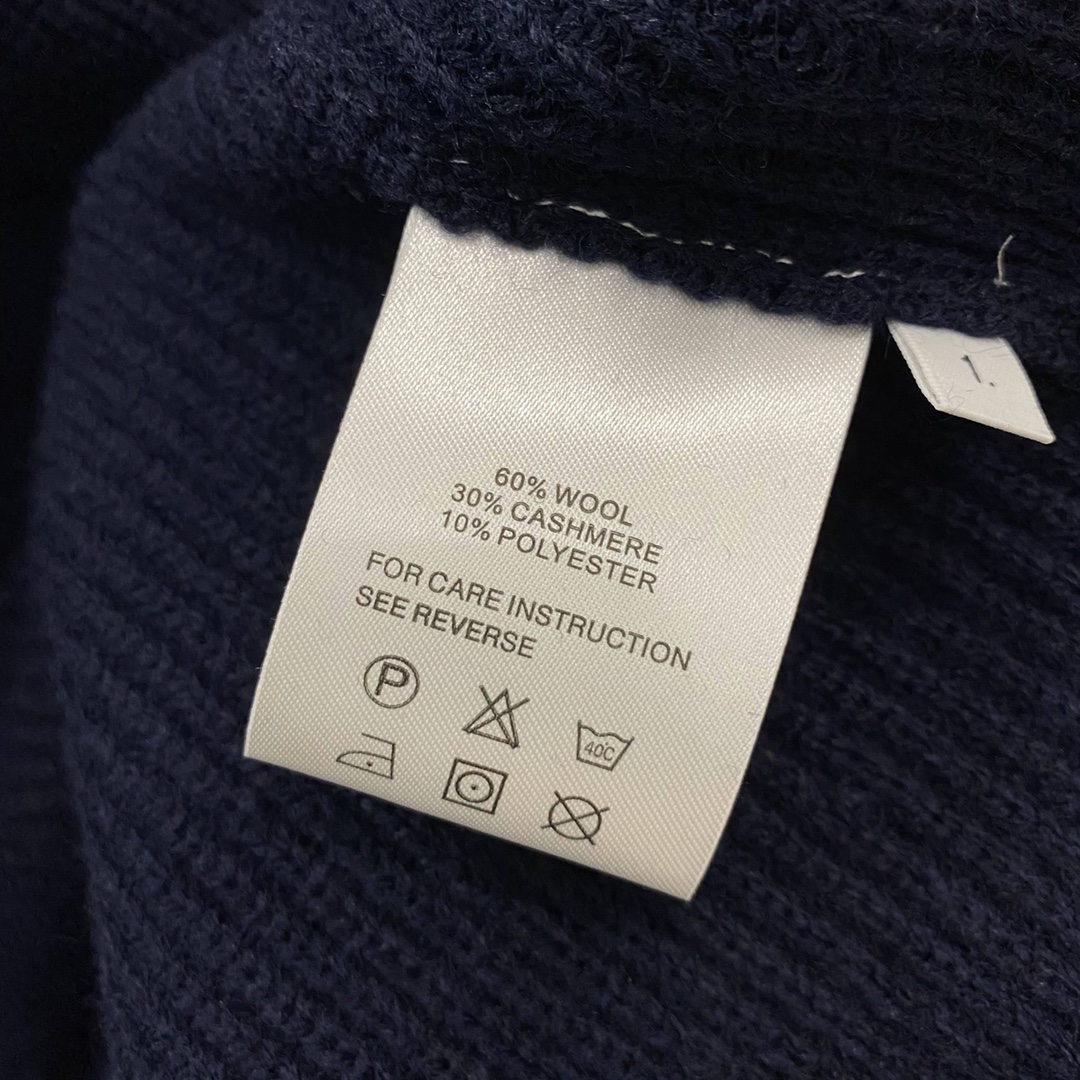 60% WOOL
30% CASHMERE
10% POLYESTER
FOR CARE INSTRUCTION
SEE REVERSE
P
40C
1.